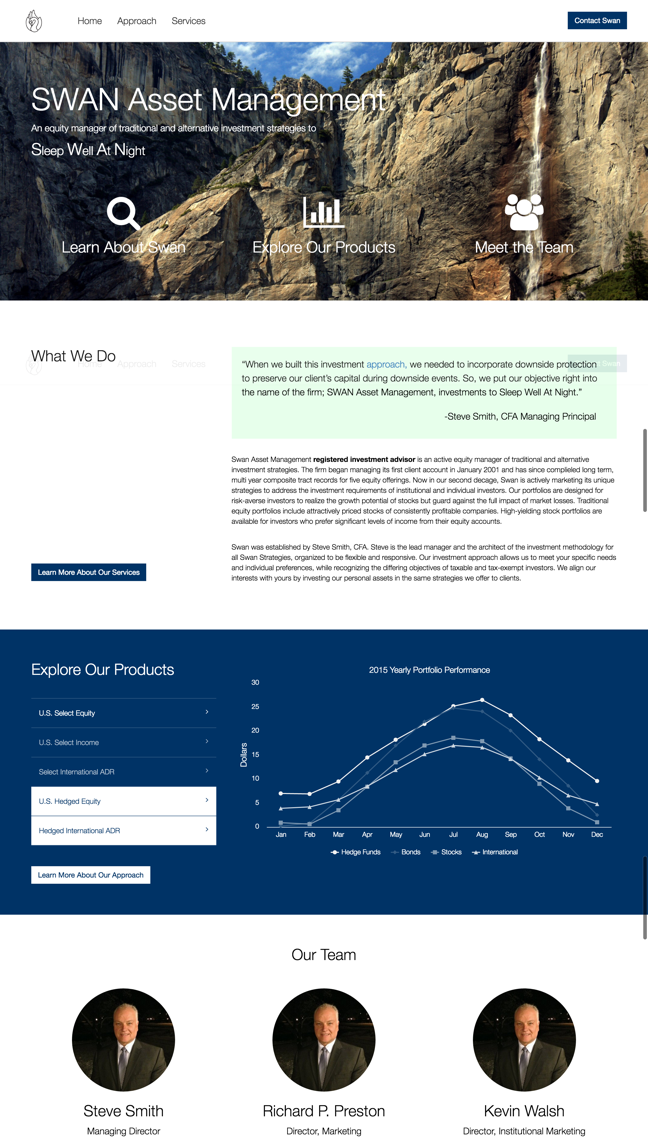 Home
Approach
Services
Contact Swan
SWAN Asset Management
An equity manager of traditional and alternative investment strategies to
Sleep Well At Night
Learn About Swan
Explore Our Products
Meet the Team
What We Do
Approach
Services
“When we built this investment approach, we needed to incorporate downside protection
to preserve our client's capital during downside events. So, we put our objective right into
the name of the firm; SWAN Asset Management, investments to Sleep Well At Night.”
-Steve Smith, CFA Managing Principal
Swan Asset Management registered investment advisor is an active equity manager of traditional and alternative
investment strategies. The firm began managing its first client account in January 2001 and has since complieled long term,
multi year composite tract records for five equity offerings. Now in our second decage, Swan is actively marketing its unique
strategies to address the investment requirements of institutional and individual investors. Our portfolios are designed for
risk-averse investors to realize the growth potential of stocks but guard against the full impact of market losses. Traditional
equity portfolios include attractively priced stocks of consistently profitable companies. High-yielding stock portfolios are
available for investors who prefer significant levels of income from their equity accounts.
Swan was established by Steve Smith, CFA. Steve is the lead manager and the architect of the investment methodology for
all Swan Strategies, organized to be flexible and responsive. Our investment approach allows us to meet your specific needs
and individual preferences, while recognizing the differing objectives of taxable and tax-exempt investors. We align our
interests with yours by investing our personal assets in the same strategies we offer to clients.
Learn More About Our Services
Explore Our Products
U.S. Select Equity
U.S. Select Income
Select International ADR
U.S. Hedged Equity
Hedged International ADR
Learn More About Our Approach
2015 Yearly Portfolio Performance
Dollars
30
25
20
15
10
5
0
Jan Feb Mar Apr May Jun Jul Aug Sep Oct Nov Dec
Hedge Funds Bonds Stocks International
Our Team
Steve Smith
Managing Director
Richard P. Preston
Director, Marketing
Kevin Walsh
Director, Institutional Marketing